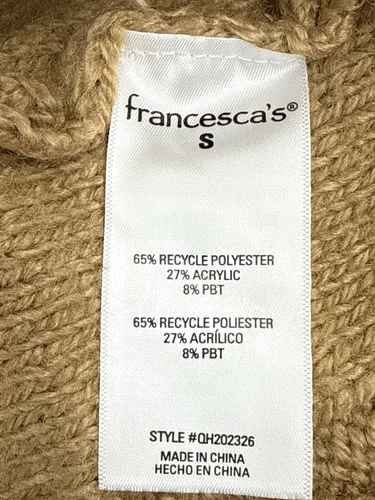 francesca's®
S
65% RECYCLE POLYESTER
27% ACRYLIC
8% PBT
65% RECYCLE POLIESTER
27% ACRÍLICO
8% PBT
STYLE #QH202326
MADE IN CHINA
HECHO EN CHINA